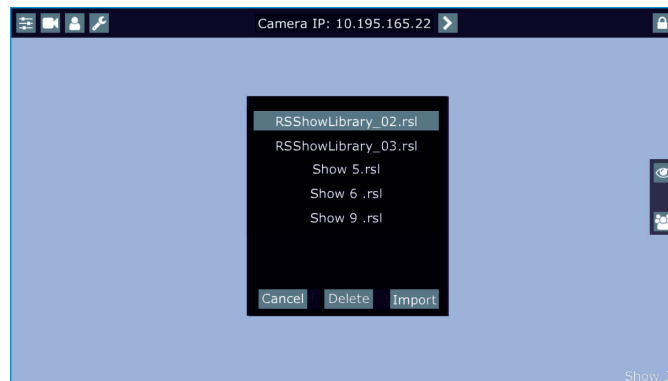 Camera IP: 10.195.165.22
RSShowLibrary_02.rsl
RSShowLibrary_03.rsl
Show 5.rsl
Show 6 .rsl
Show 9 .rsl
Cancel Delete Import
Show